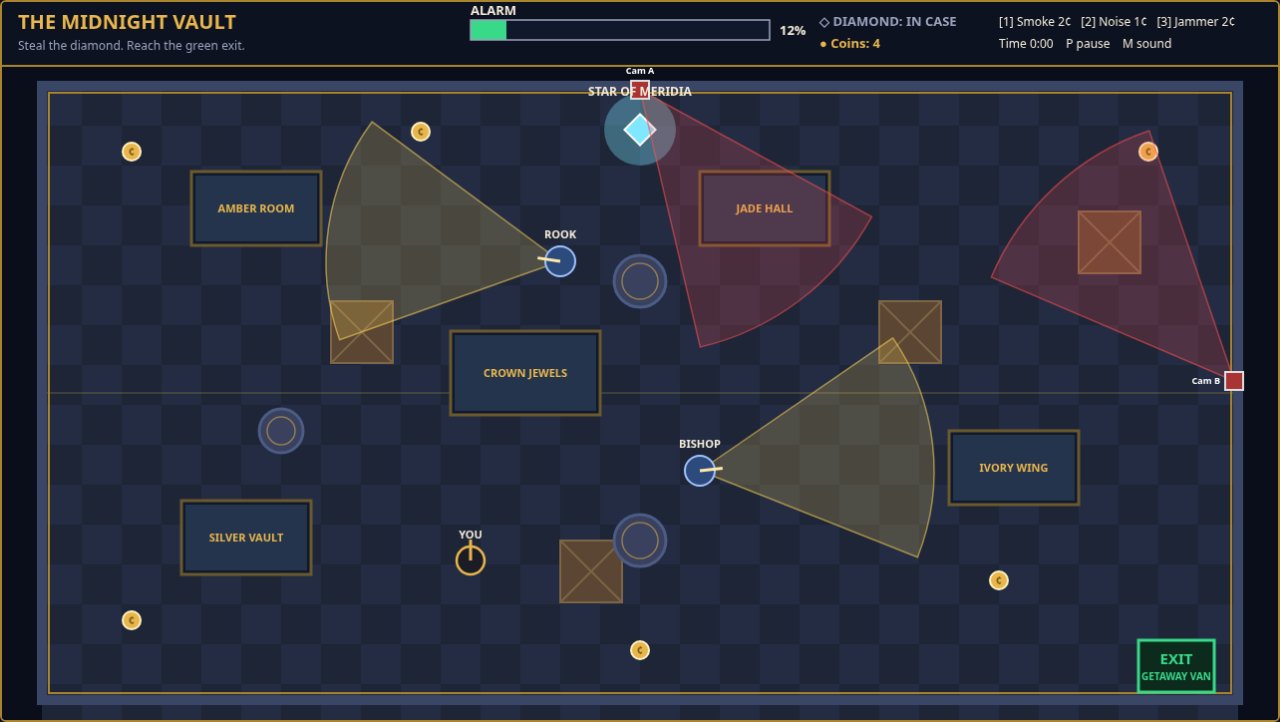 THE MIDNIGHT VAULT
Steal the diamond. Reach the green exit.
ALARM
12%
◇ DIAMOND: IN CASE
● Coins: 4
[1] Smoke 2¢ [2] Noise 1¢ [3] Jammer 2¢
Time 0:00 P pause M sound
Cam A
STAR OF MERIDIA
¢
¢
¢
AMBER ROOM
JADE HALL
ROOK
CROWN JEWELS
Cam B
BISHOP
IVORY WING
SILVER VAULT
YOU
¢
¢
¢
EXIT
GETAWAY VAN